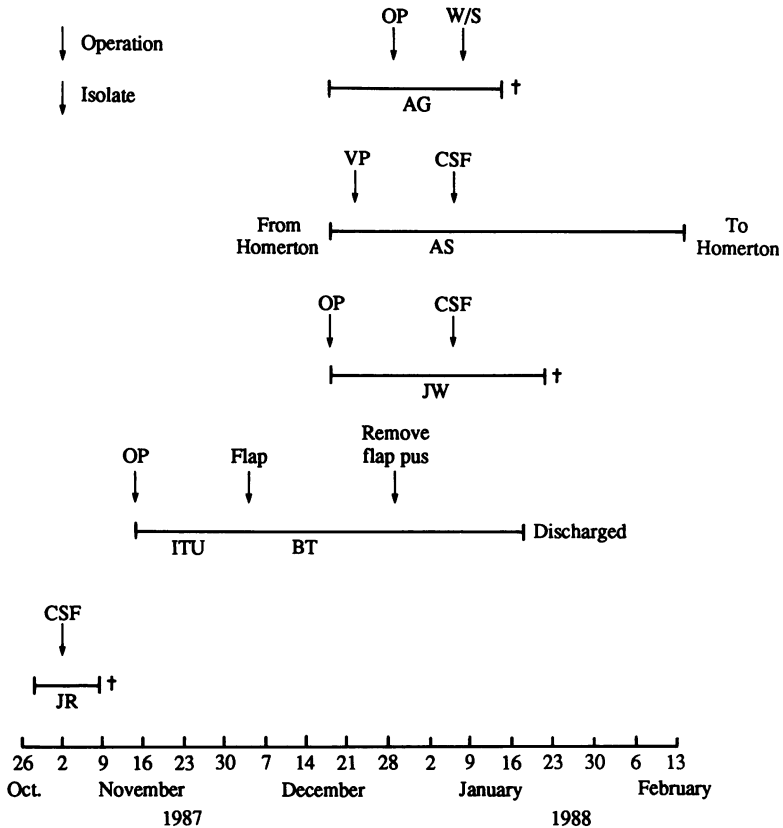 OP W/S
Operation
Isolate
AG †
VP CSF
From
Homerton
AS
To
Homerton
OP CSF
JW †
Remove
OP Flap flap pus
ITU BT Discharged
CSF
JR †
26 2 9 16 23 30 7 14 21 28 2 9 16 23 30 6 13
Oct. November December January February
1987 1988